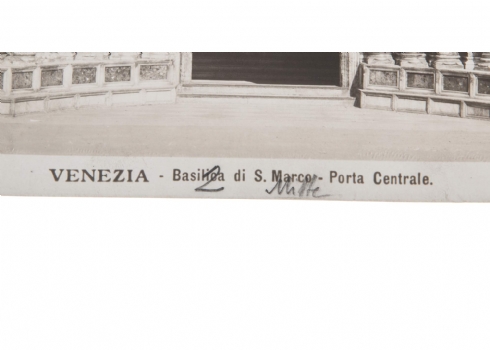 VENEZIA - Basilica di S. Marco - Porta Centrale.
2 Mitte